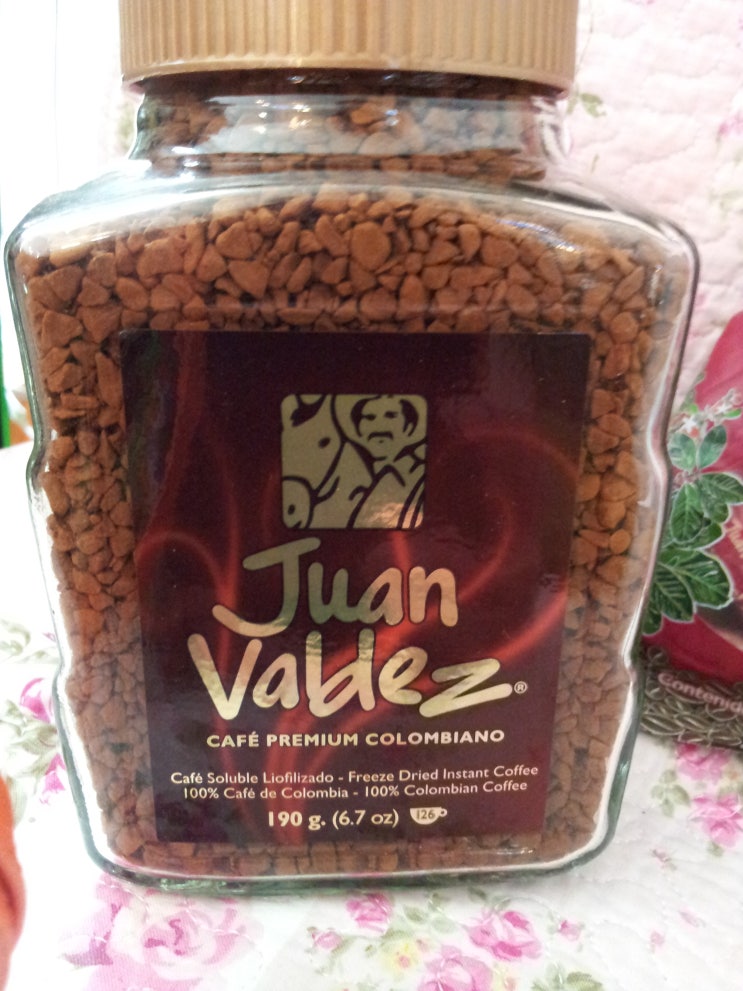 Juan
Valdez®
CAFÉ PREMIUM COLOMBIANO
Café Soluble Liofilizado - Freeze Dried Instant Coffee
100% Café de Colombia - 100% Colombian Coffee
190 g. (6.7 oz) 126